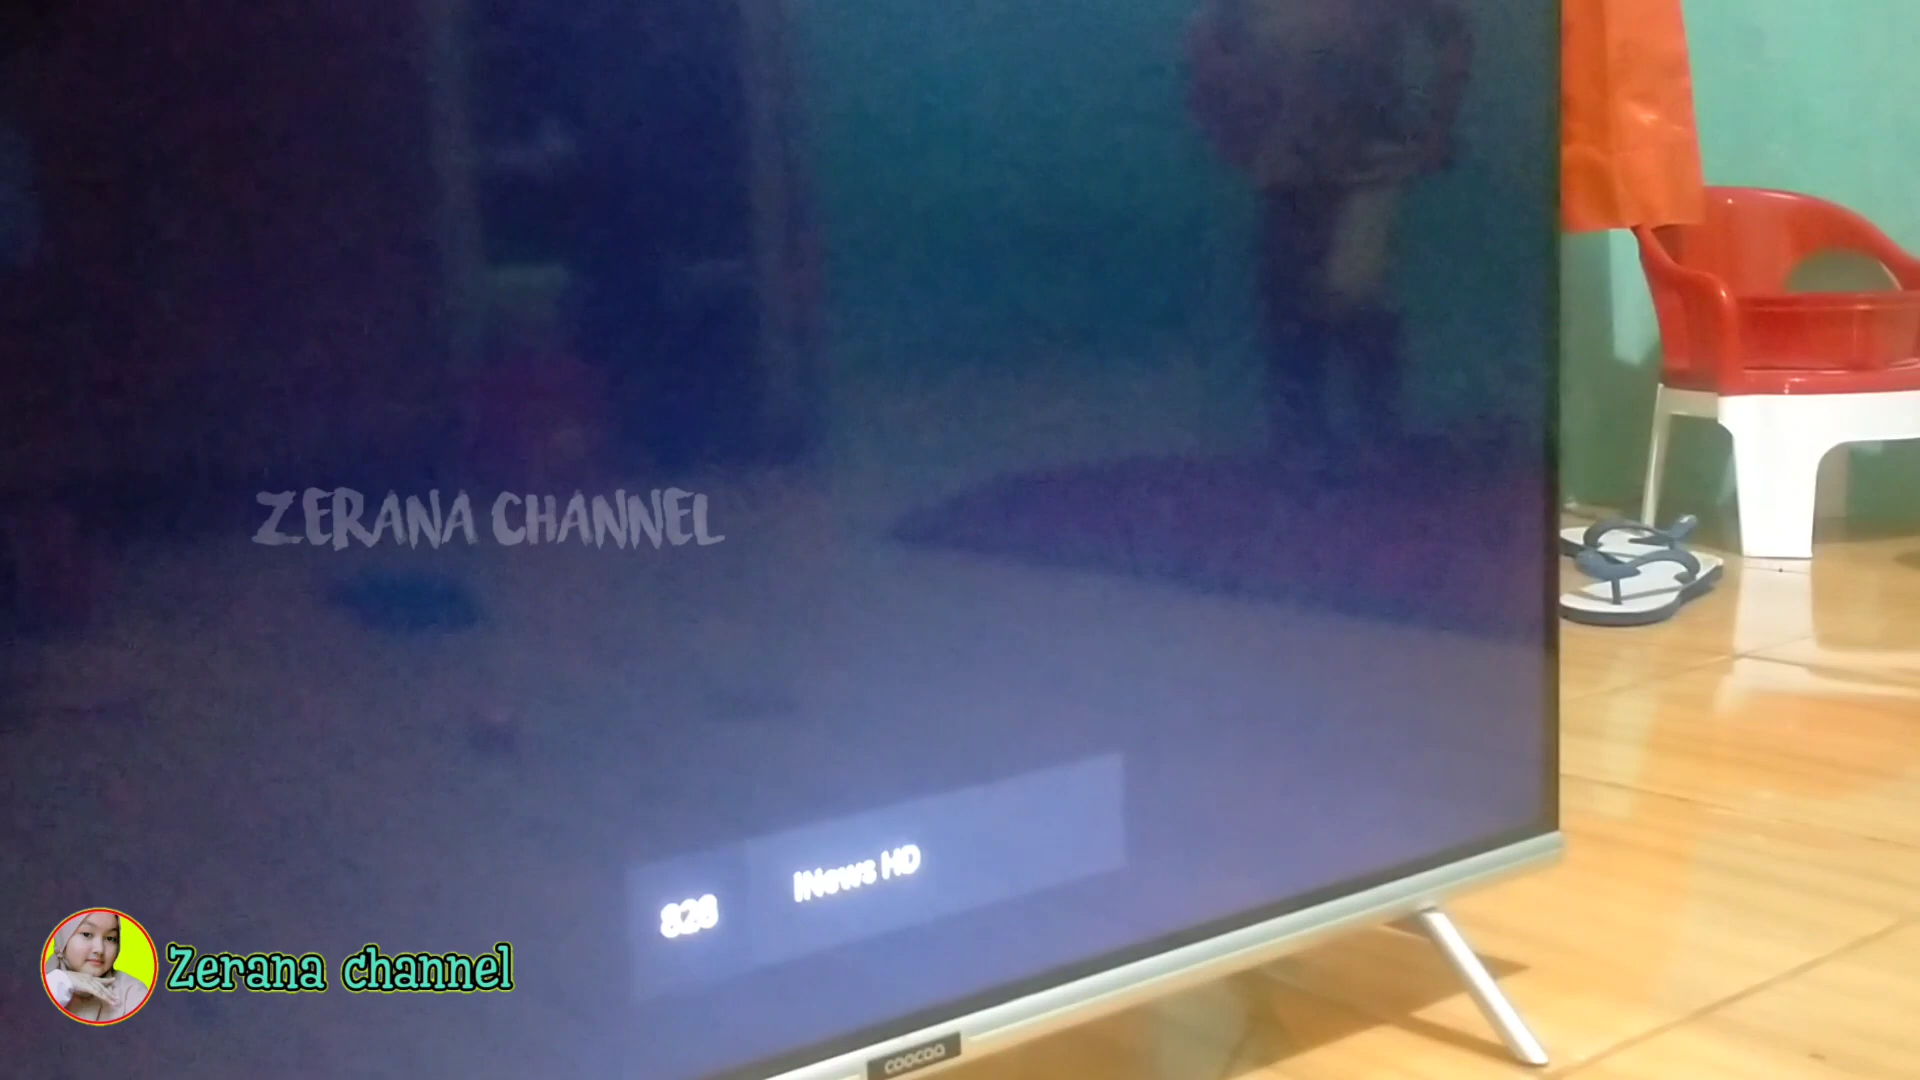 ZERANA CHANNEL
INews HD
828
Zerana channel
coocaa